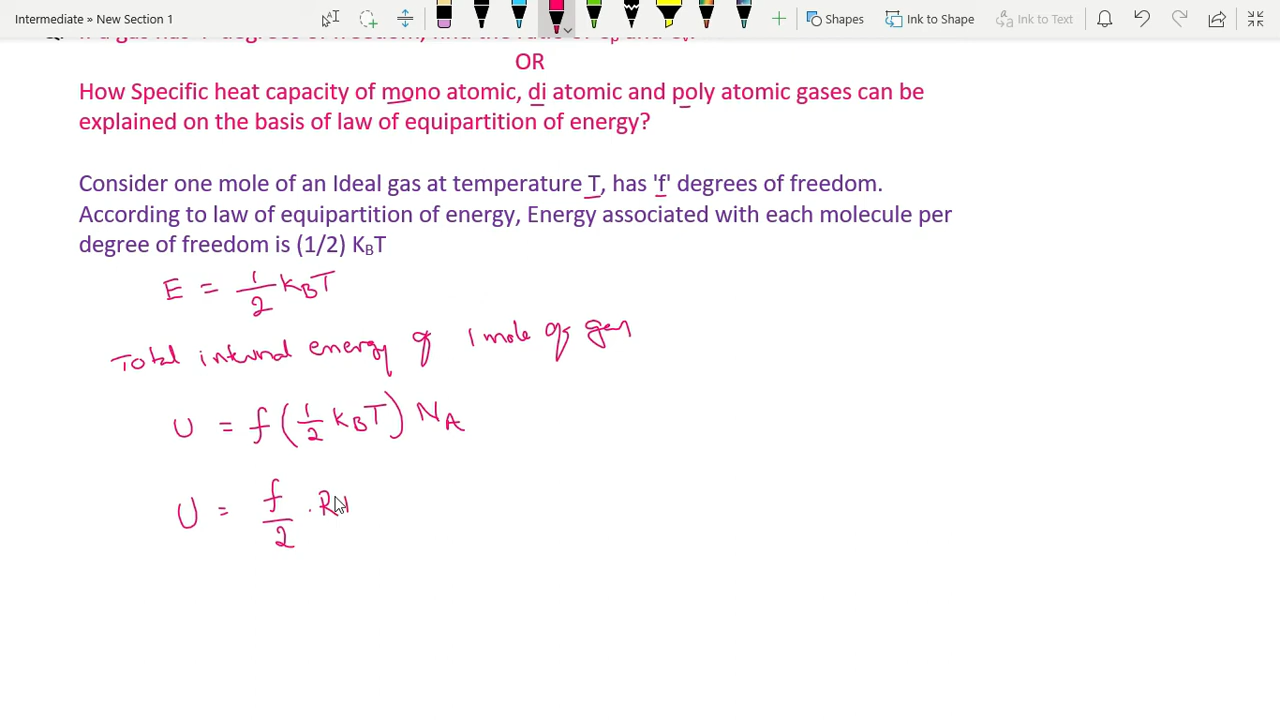 Intermediate » New Section 1
Shapes
Ink to Shape
Ink to Text
OR
How Specific heat capacity of mono atomic, di atomic and poly atomic gases can be
explained on the basis of law of equipartition of energy?
Consider one mole of an Ideal gas at temperature T, has 'f' degrees of freedom.
According to law of equipartition of energy, Energy associated with each molecule per
degree of freedom is (1/2) K_BT
E = 1/2 K_BT
Total internal energy of 1 mole of gas
U = f(1/2 K_BT) N_A
U = f/2 . R